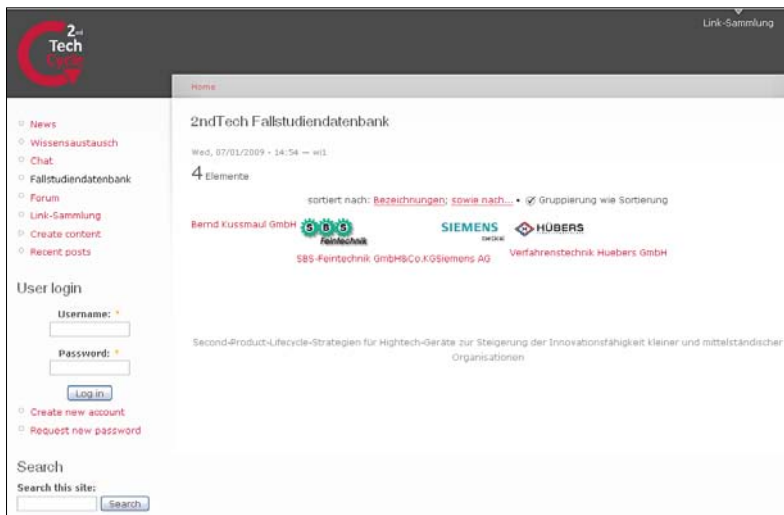 2nd
Tech
Cycle
Link-Sammlung
Home
News
Wissensaustausch
Chat
Fallstudiendatenbank
Forum
Link-Sammlung
Create content
Recent posts
User login
Username: *
Password: *
Log in
Create new account
Request new password
Search
Search this site:
Search
2ndTech Fallstudiendatenbank
Wed, 07/01/2009 - 14:54 — wi1
4 Elemente
sortiert nach: Bezeichnungen; sowie nach... • Gruppierung wie Sortierung
Bernd Kussmaul GmbH
SBS
Feintechnik
SBS-Feintechnik GmbH&Co.KG
SIEMENS
Siemens AG
HÜBERS
Verfahrenstechnik Huebers GmbH
Second-Product-Lifecycle-Strategien für Hightech-Geräte zur Steigerung der Innovationsfähigkeit kleiner und mittelständischer
Organisationen